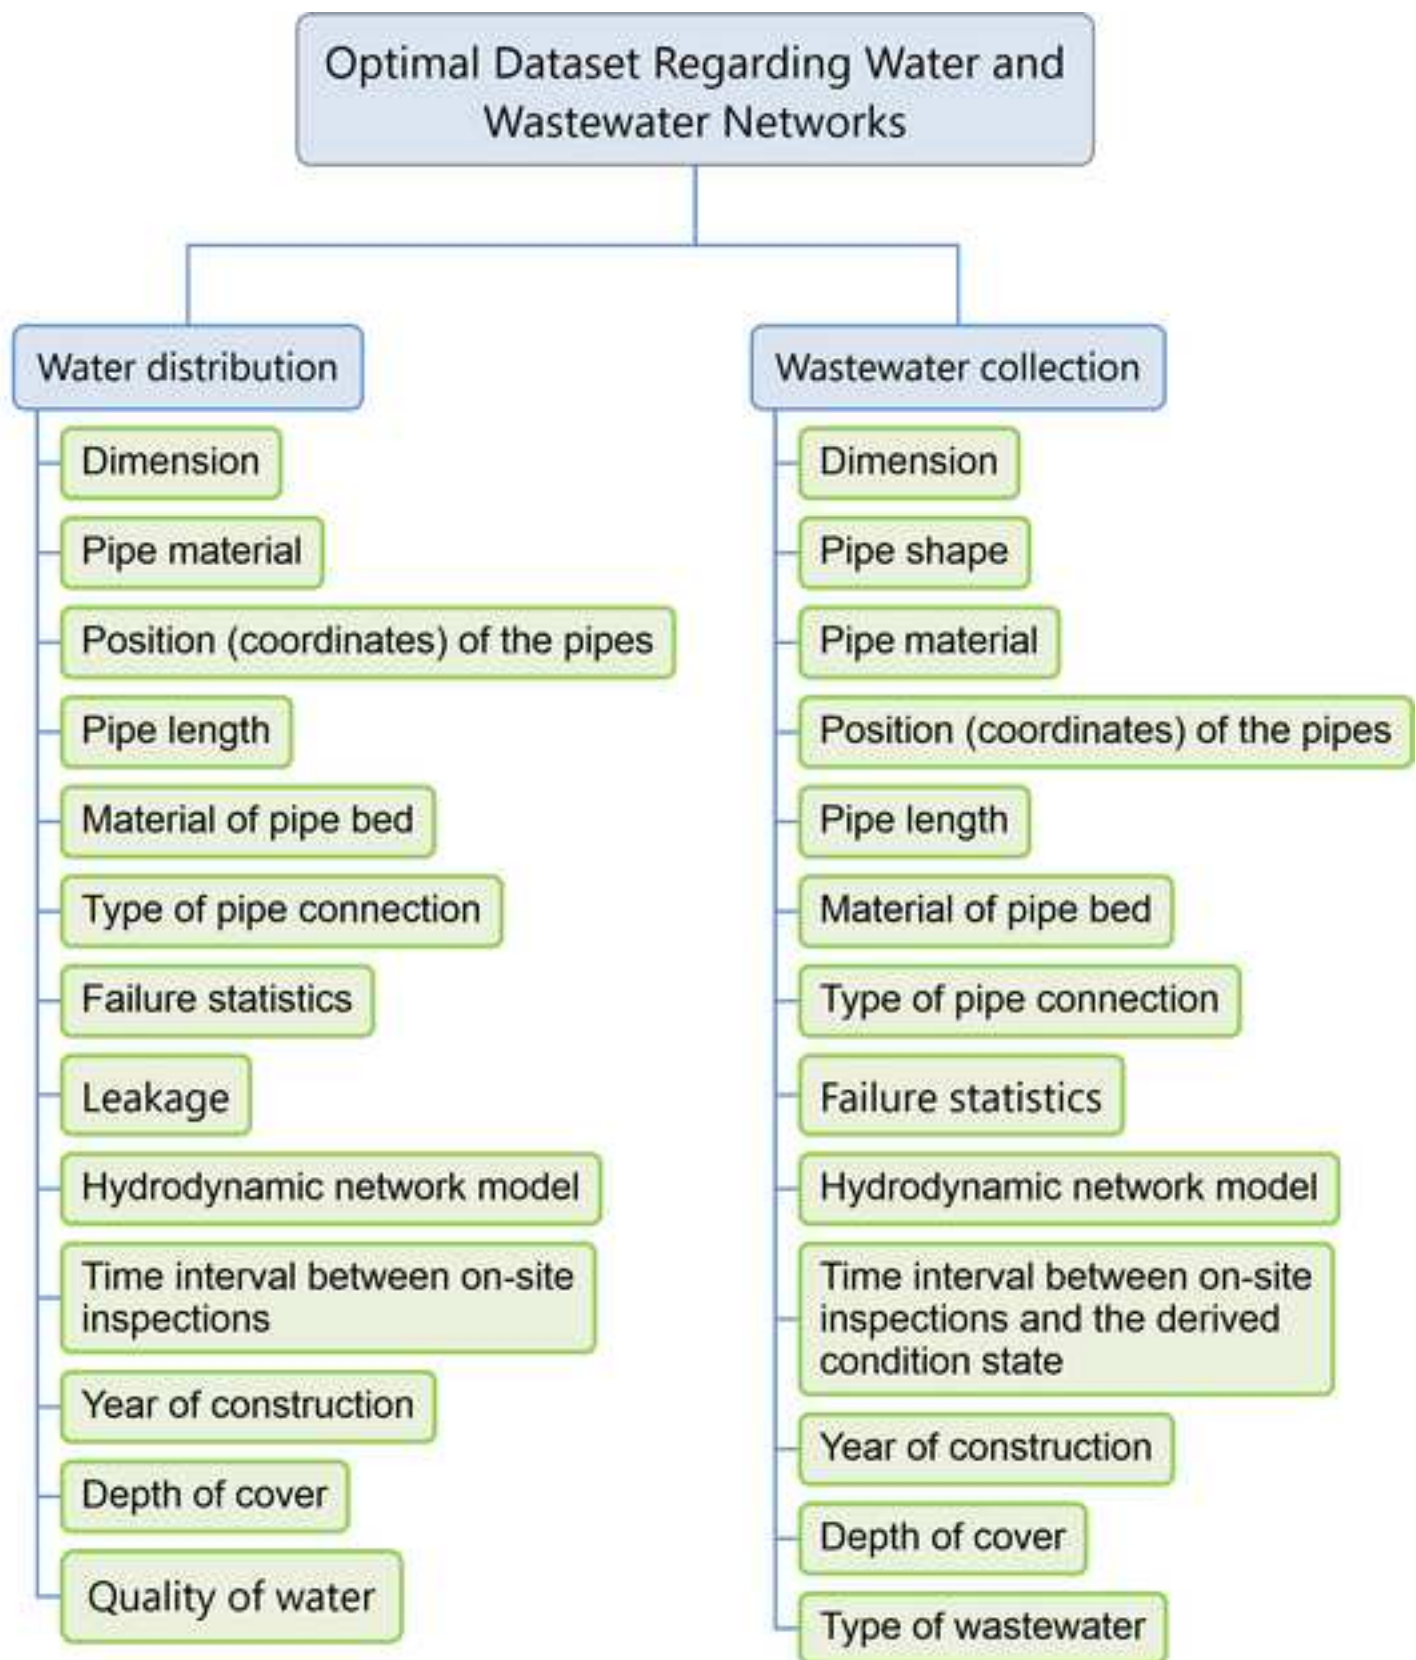 Optimal Dataset Regarding Water and
Wastewater Networks
Water distribution
Dimension
Pipe material
Position (coordinates) of the pipes
Pipe length
Material of pipe bed
Type of pipe connection
Failure statistics
Leakage
Hydrodynamic network model
Time interval between on-site
inspections
Year of construction
Depth of cover
Quality of water
Wastewater collection
Dimension
Pipe shape
Pipe material
Position (coordinates) of the pipes
Pipe length
Material of pipe bed
Type of pipe connection
Failure statistics
Hydrodynamic network model
Time interval between on-site
inspections and the derived
condition state
Year of construction
Depth of cover
Type of wastewater